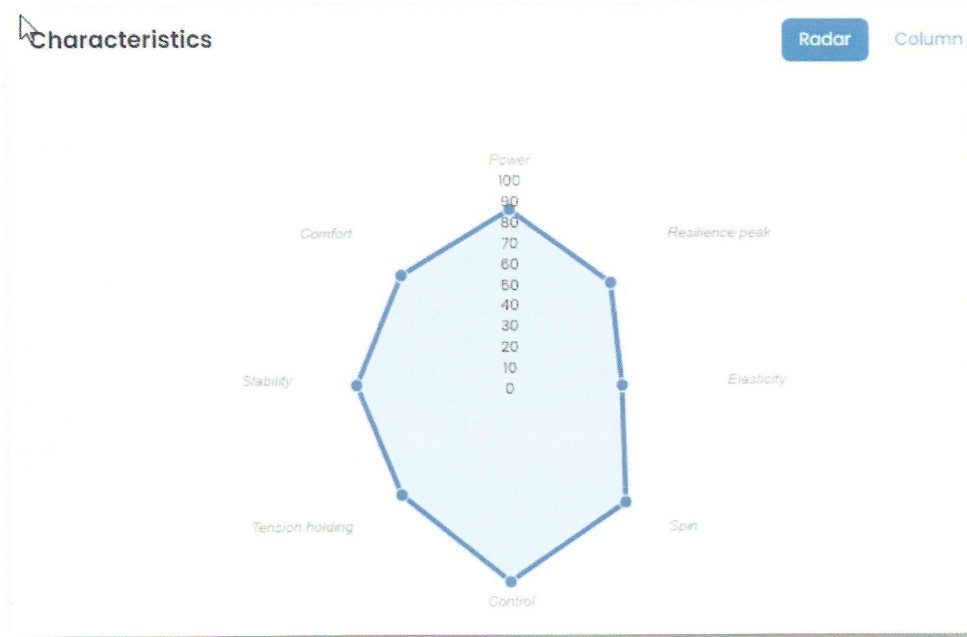 Characteristics
Radar Column
Power
100
90
Comfort
80
Resilience peak
70
60
50
40
30
20
Stability
10
Elasticity
0
Tension holding
Spin
Control